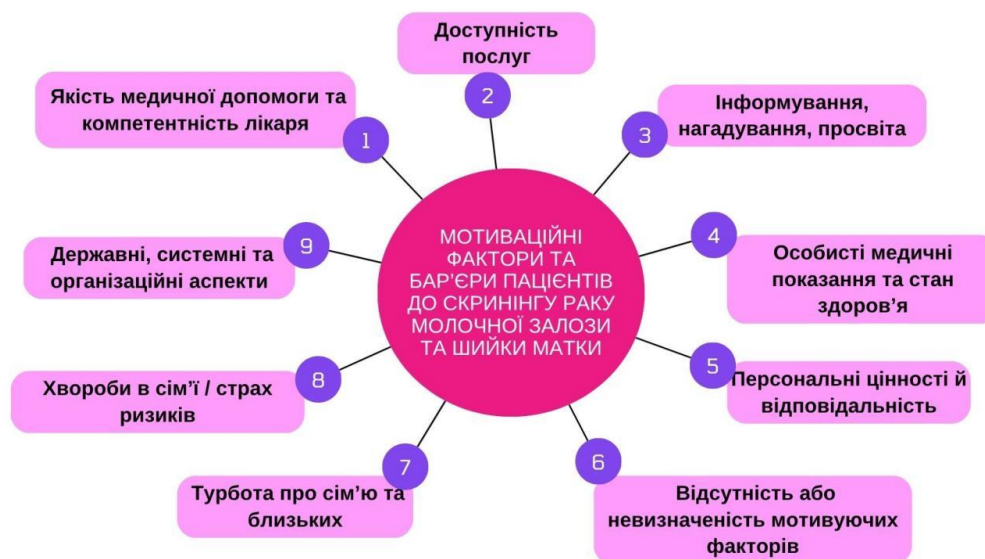 МОТИВАЦІЙНІ
ФАКТОРИ ТА
БАР'ЄРИ ПАЦІЄНТІВ
ДО СКРИНІНГУ РАКУ
МОЛОЧНОЇ ЗАЛОЗИ
ТА ШИЙКИ МАТКИ
1
Якість медичної допомоги та
компетентність лікаря
2
Доступність
послуг
3
Інформування,
нагадування, просвіта
4
Особисті медичні
показання та стан
здоров’я
5
Персональні цінності й
відповідальність
6
Відсутність або
невизначеність мотивуючих
факторів
7
Турбота про сім’ю та
близьких
8
Хвороби в сім’ї / страх
ризиків
9
Державні, системні та
організаційні аспекти